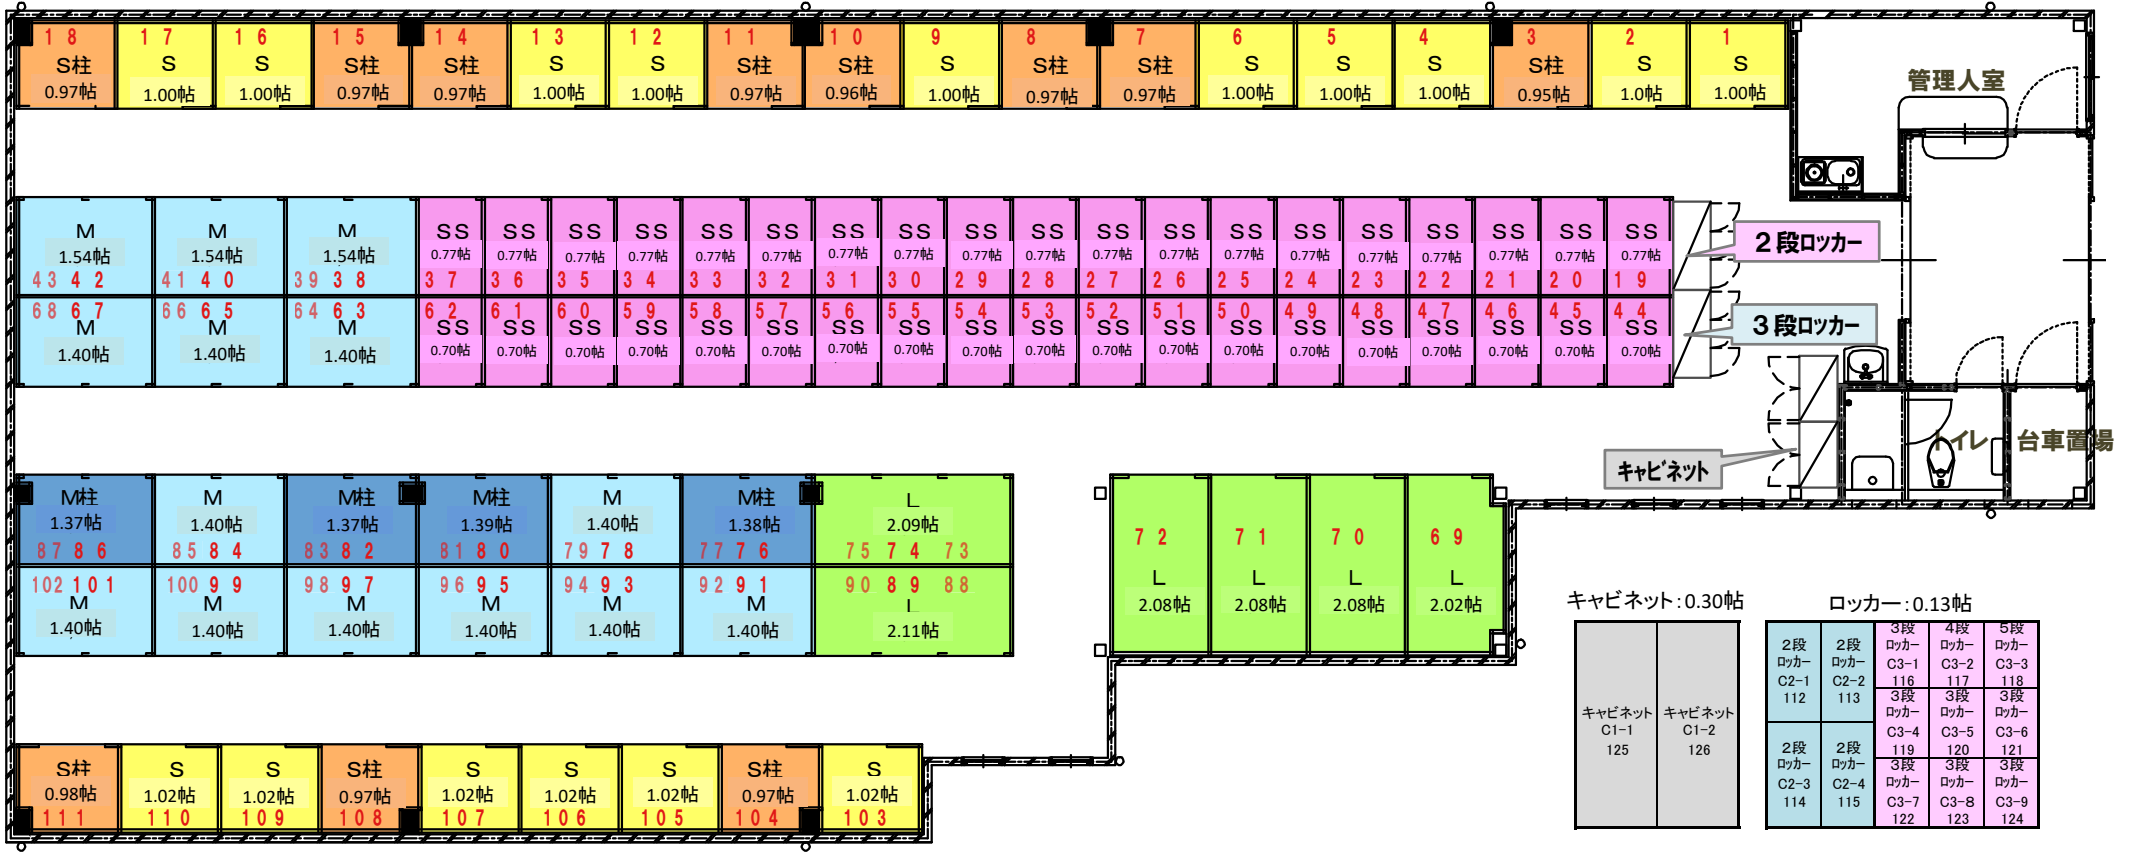 18 17 16 15 14 13 12 11 10 9 8 7 6 5 4 3 2 1
S柱 S S S柱 S柱 S S S柱 S柱 S S柱 S柱 S S S S柱 S S
0.97帖 1.00帖 1.00帖 0.97帖 0.97帖 1.00帖 1.00帖 0.97帖 0.96帖 1.00帖 0.97帖 0.97帖 1.00帖 1.00帖 1.00帖 0.95帖 1.0帖 1.00帖
管理人室
M M M SS SS SS SS SS SS SS SS SS SS SS SS SS SS SS SS SS SS SS
1.54帖 1.54帖 1.54帖 0.77帖 0.77帖 0.77帖 0.77帖 0.77帖 0.77帖 0.77帖 0.77帖 0.77帖 0.77帖 0.77帖 0.77帖 0.77帖 0.77帖 0.77帖 0.77帖 0.77帖 0.77帖 0.77帖
43 42 41 40 39 38 37 36 35 34 33 32 31 30 29 28 27 26 25 24 23 22 21 20 19
2段ロッカー
68 67 66 65 64 63 62 61 60 59 58 57 56 55 54 53 52 51 50 49 48 47 46 45 44
M M M SS SS SS SS SS SS SS SS SS SS SS SS SS SS SS SS SS SS SS
1.40帖 1.40帖 1.40帖 0.70帖 0.70帖 0.70帖 0.70帖 0.70帖 0.70帖 0.70帖 0.70帖 0.70帖 0.70帖 0.70帖 0.70帖 0.70帖 0.70帖 0.70帖 0.70帖 0.70帖 0.70帖 0.70帖
3段ロッカー
トイレ 台車置場
キャビネット
M柱 M M柱 M柱 M M柱 L
1.37帖 1.40帖 1.37帖 1.39帖 1.40帖 1.38帖 2.09帖
87 86 85 84 83 82 81 80 79 78 77 76 75 74 73
72 71 70 69
L L L L
2.08帖 2.08帖 2.08帖 2.02帖
102 101 100 99 98 97 96 95 94 93 92 91 90 89 88
M M M M M M L
1.40帖 1.40帖 1.40帖 1.40帖 1.40帖 1.40帖 2.11帖
S柱 S S S柱 S S S S柱 S
0.98帖 1.02帖 1.02帖 0.97帖 1.02帖 1.02帖 1.02帖 0.97帖 1.02帖
111 110 109 108 107 106 105 104 103
キャビネット:0.30帖
キャビネット キャビネット
C1-1 C1-2
125 126
ロッカー:0.13帖
2段 2段
ロッカー ロッカー
C2-1 C2-2
112 113
2段 2段
ロッカー ロッカー
C2-3 C2-4
114 115
3段 4段 5段
ロッカー ロッカー ロッカー
C3-1 C3-2 C3-3
116 117 118
3段 3段 3段
ロッカー ロッカー ロッカー
C3-4 C3-5 C3-6
119 120 121
3段 3段 3段
ロッカー ロッカー ロッカー
C3-7 C3-8 C3-9
122 123 124